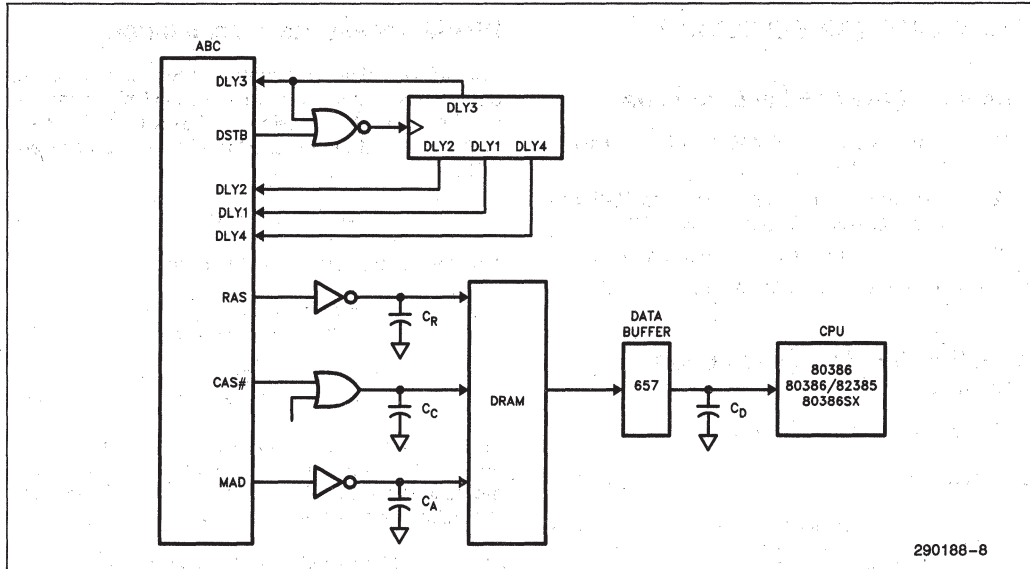 ABC
DLY3
DLY3
DSTB
DLY2 DLY1 DLY4
DLY2
DLY1
DLY4
RAS
CR
CAS#
CC
MAD
CA
DRAM
DATA
BUFFER
657
CD
CPU
80386
80386/82385
80386SX
290188-8